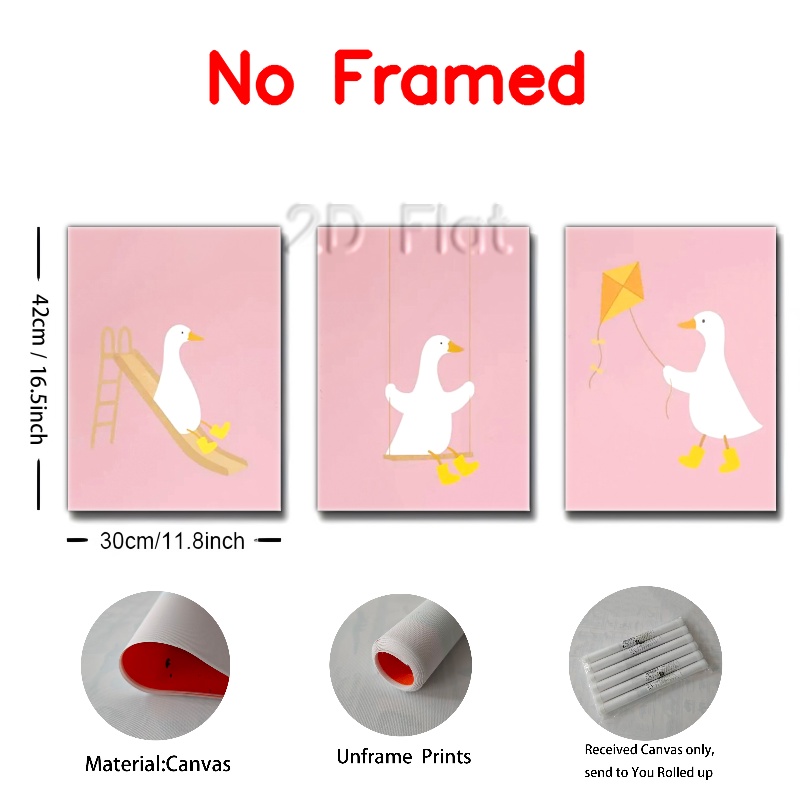 No Framed
2.D Flat
42cm / 16.5inch
30cm/11.8inch
Material:Canvas
Unframe Prints
Received Canvas only,
send to You Rolled up